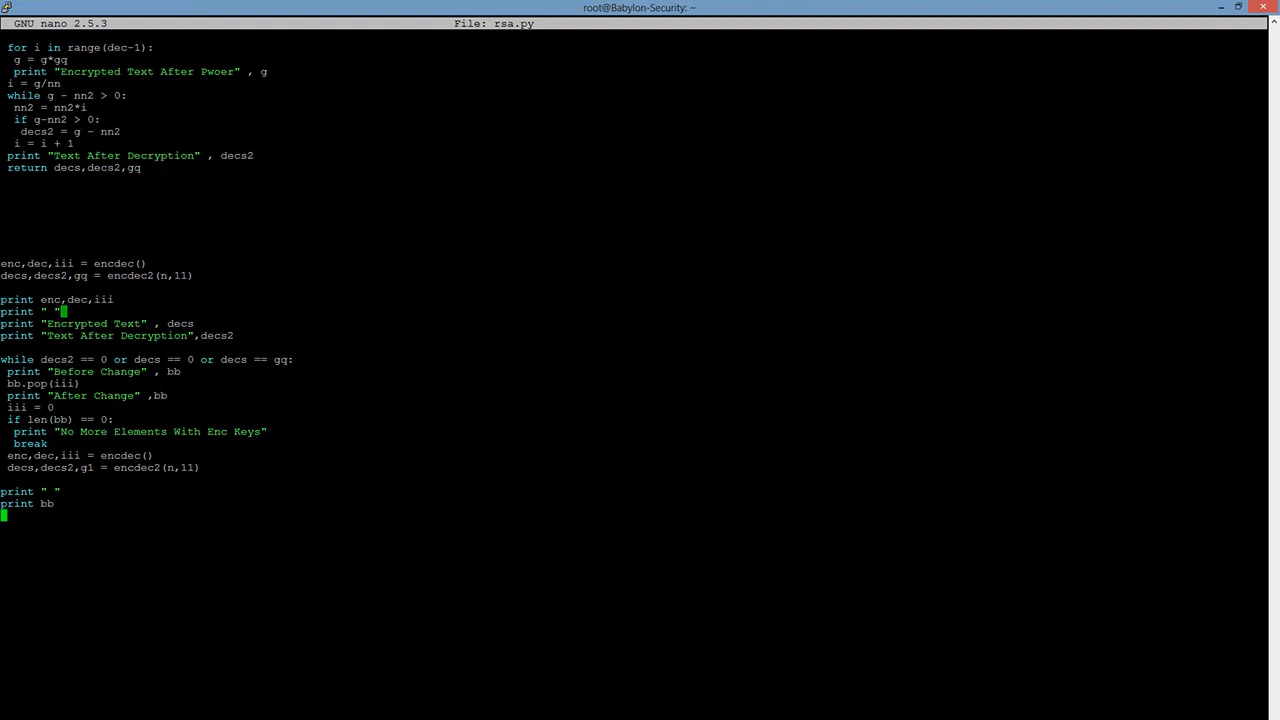 root@Babylon-Security: ~
GNU nano 2.5.3 File: rsa.py
for i in range(dec-1):
g = g*gq
print "Encrypted Text After Pwoer" , g
i = g/nn
while g - nn2 > 0:
nn2 = nn2*i
if g-nn2 > 0:
decs2 = g - nn2
i = i + 1
print "Text After Decryption" , decs2
return decs,decs2,gq
enc,dec,iii = encdec()
decs,decs2,gq = encdec2(n,11)
print enc,dec,iii
print " "
print "Encrypted Text" , decs
print "Text After Decryption",decs2
while decs2 == 0 or decs == 0 or decs == gq:
print "Before Change" , bb
bb.pop(iii)
print "After Change" ,bb
iii = 0
if len(bb) == 0:
print "No More Elements With Enc Keys"
break
enc,dec,iii = encdec()
decs,decs2,g1 = encdec2(n,11)
print " "
print bb